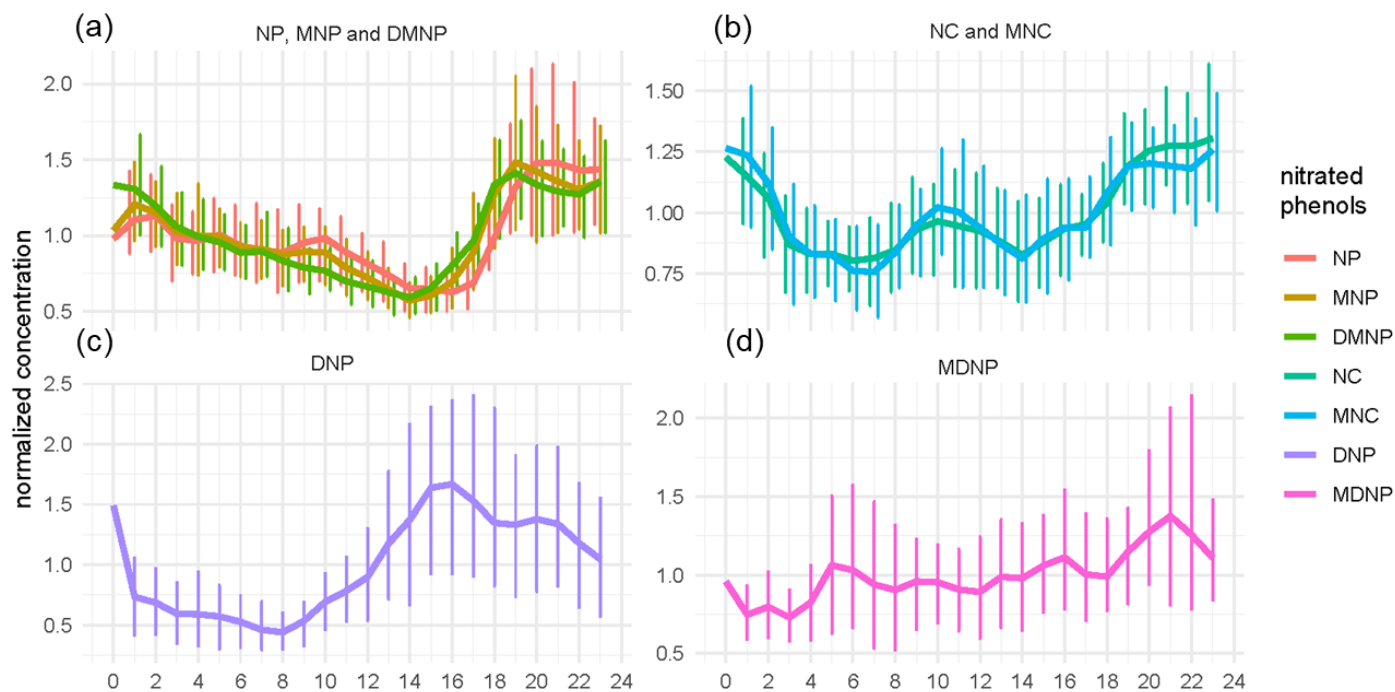 (a)
NP, MNP and DMNP
2.0
1.5
1.0
0.5
(b)
NC and MNC
1.50
1.25
1.00
0.75
(c)
DNP
2.5
2.0
1.5
1.0
0.5
0 2 4 6 8 10 12 14 16 18 20 22 24
(d)
MDNP
2.0
1.5
1.0
0.5
0 2 4 6 8 10 12 14 16 18 20 22 24
normalized concentration
nitrated
phenols
NP
MNP
DMNP
NC
MNC
DNP
MDNP